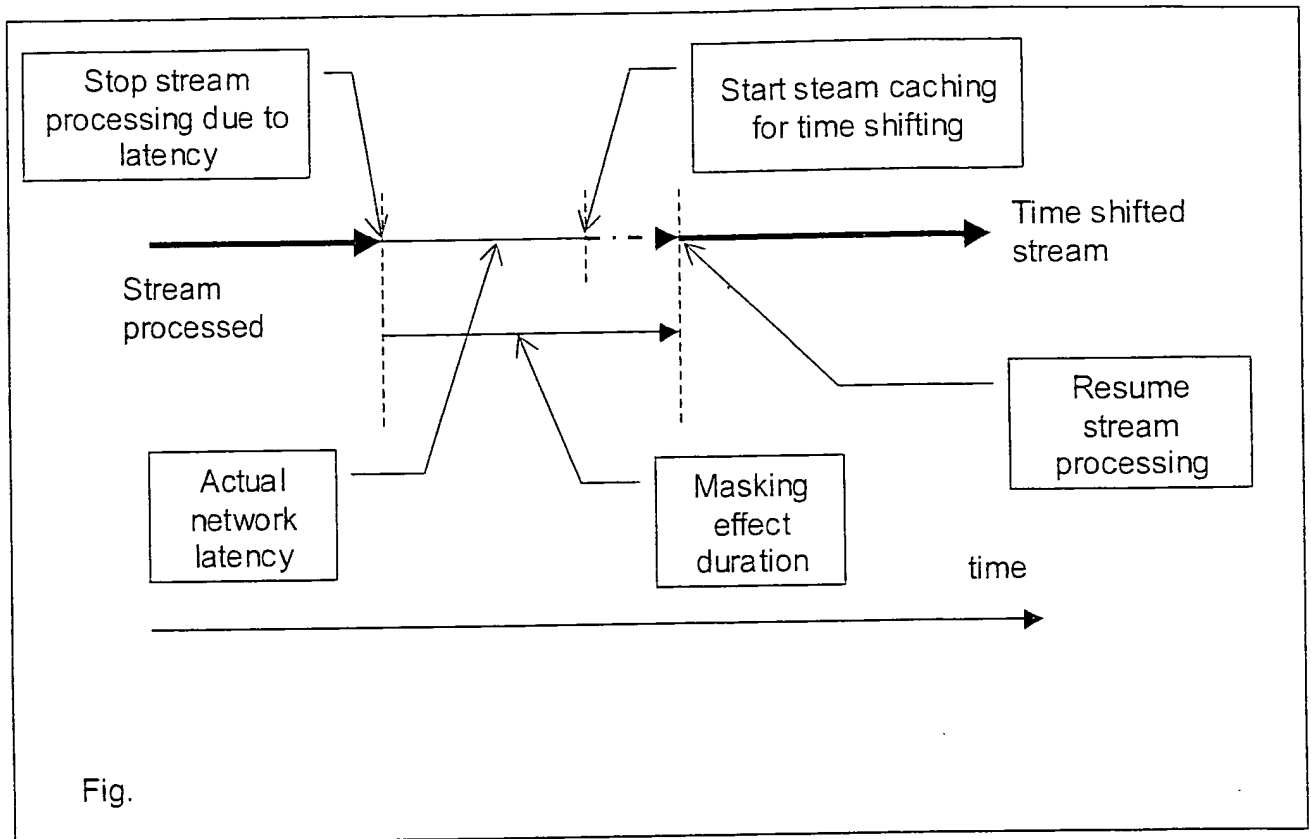 Stop stream
processing due to
latency
Start steam caching
for time shifting
Time shifted
stream
Stream
processed
Actual
network
latency
Masking
effect
duration
Resume
stream
processing
time
Fig.